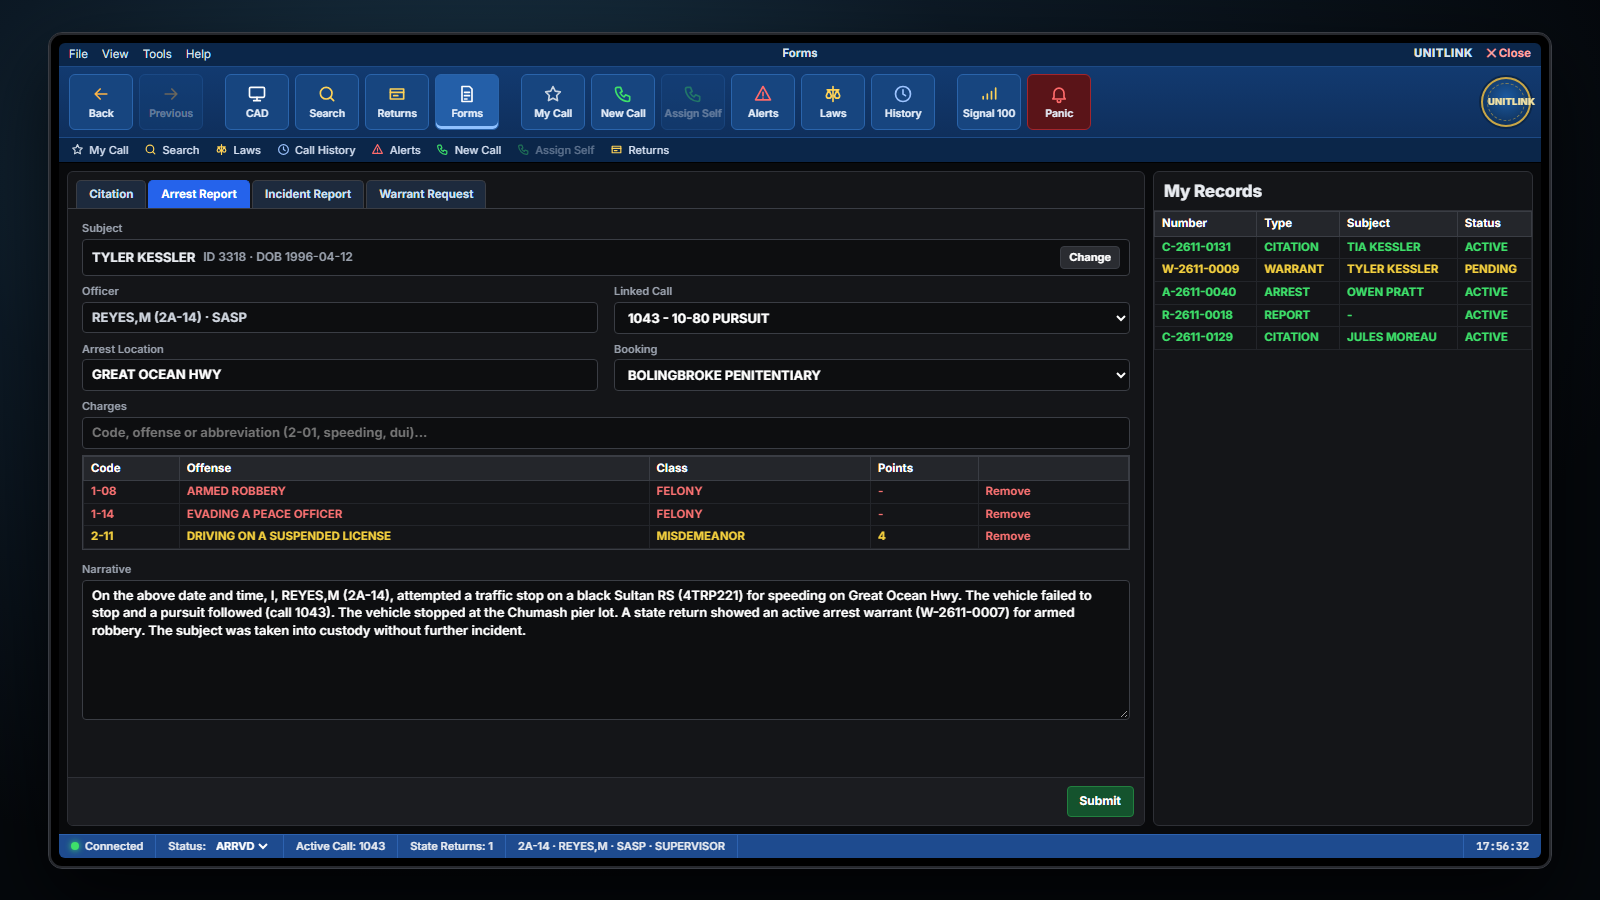 File View Tools Help
Forms
UNITLINK Close
Back
Previous
CAD
Search
Returns
Forms
My Call
New Call
Assign Self
Alerts
Laws
History
Signal 100
Panic
UNITLINK
My Call Search Laws Call History Alerts New Call Assign Self Returns
Citation Arrest Report Incident Report Warrant Request
Subject
TYLER KESSLER ID 3318 · DOB 1996-04-12
Change
Officer
REYES,M (2A-14) · SASP
Linked Call
1043 - 10-80 PURSUIT
Arrest Location
GREAT OCEAN HWY
Booking
BOLINGBROKE PENITENTIARY
Charges
Code, offense or abbreviation (2-01, speeding, dui)...
Code Offense Class Points
1-08 ARMED ROBBERY FELONY - Remove
1-14 EVADING A PEACE OFFICER FELONY - Remove
2-11 DRIVING ON A SUSPENDED LICENSE MISDEMEANOR 4 Remove
Narrative
On the above date and time, I, REYES,M (2A-14), attempted a traffic stop on a black Sultan RS (4TRP221) for speeding on Great Ocean Hwy. The vehicle failed to
stop and a pursuit followed (call 1043). The vehicle stopped at the Chumash pier lot. A state return showed an active arrest warrant (W-2611-0007) for armed
robbery. The subject was taken into custody without further incident.
Submit
My Records
Number Type Subject Status
C-2611-0131 CITATION TIA KESSLER ACTIVE
W-2611-0009 WARRANT TYLER KESSLER PENDING
A-2611-0040 ARREST OWEN PRATT ACTIVE
R-2611-0018 REPORT - ACTIVE
C-2611-0129 CITATION JULES MOREAU ACTIVE
Connected Status: ARRVD Active Call: 1043 State Returns: 1 2A-14 · REYES,M · SASP · SUPERVISOR 17:56:32